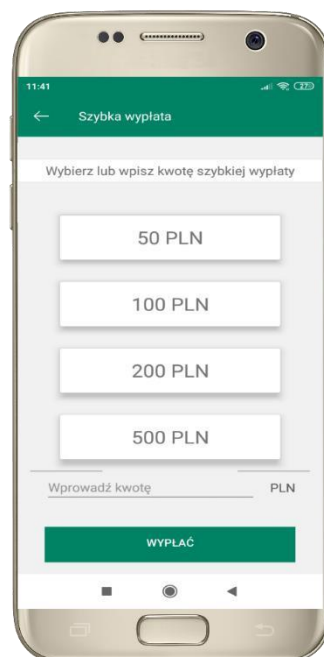 11:41
27
Szybka wypłata
Wybierz lub wpisz kwotę szybkiej wypłaty
50 PLN
100 PLN
200 PLN
500 PLN
Wprowadź kwotę PLN
WYPŁAĆ